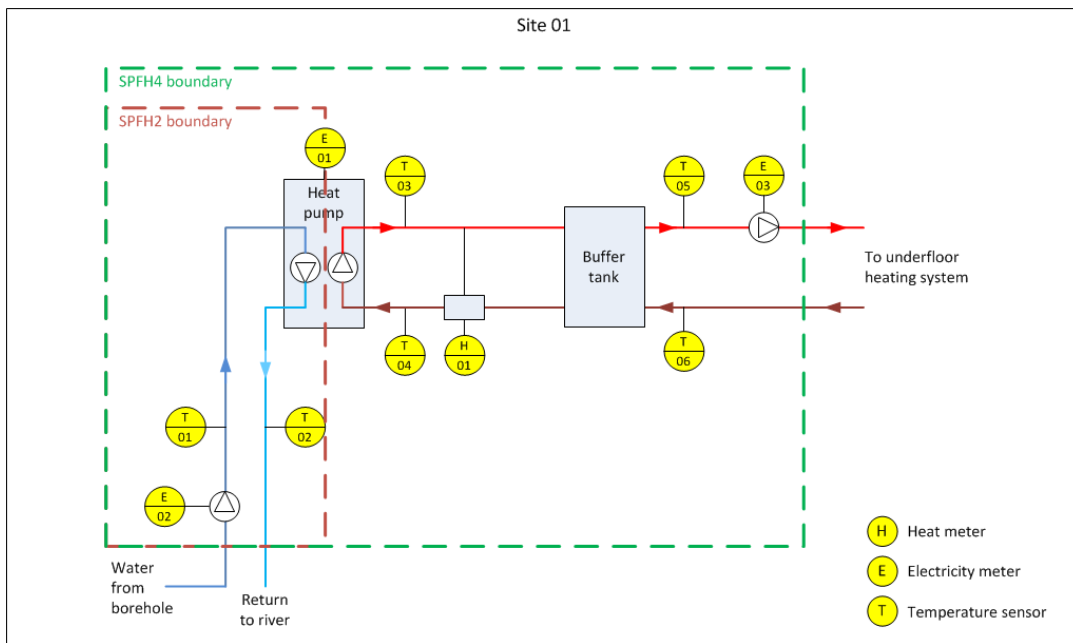 Site 01
SPFH4 boundary
SPFH2 boundary
E
01
T
03
T
05
E
03
Heat
pump
Buffer
tank
To underfloor
heating system
T
04
H
01
T
06
T
01
T
02
E
02
Water
from
borehole
Return
to river
H Heat meter
E Electricity meter
T Temperature sensor